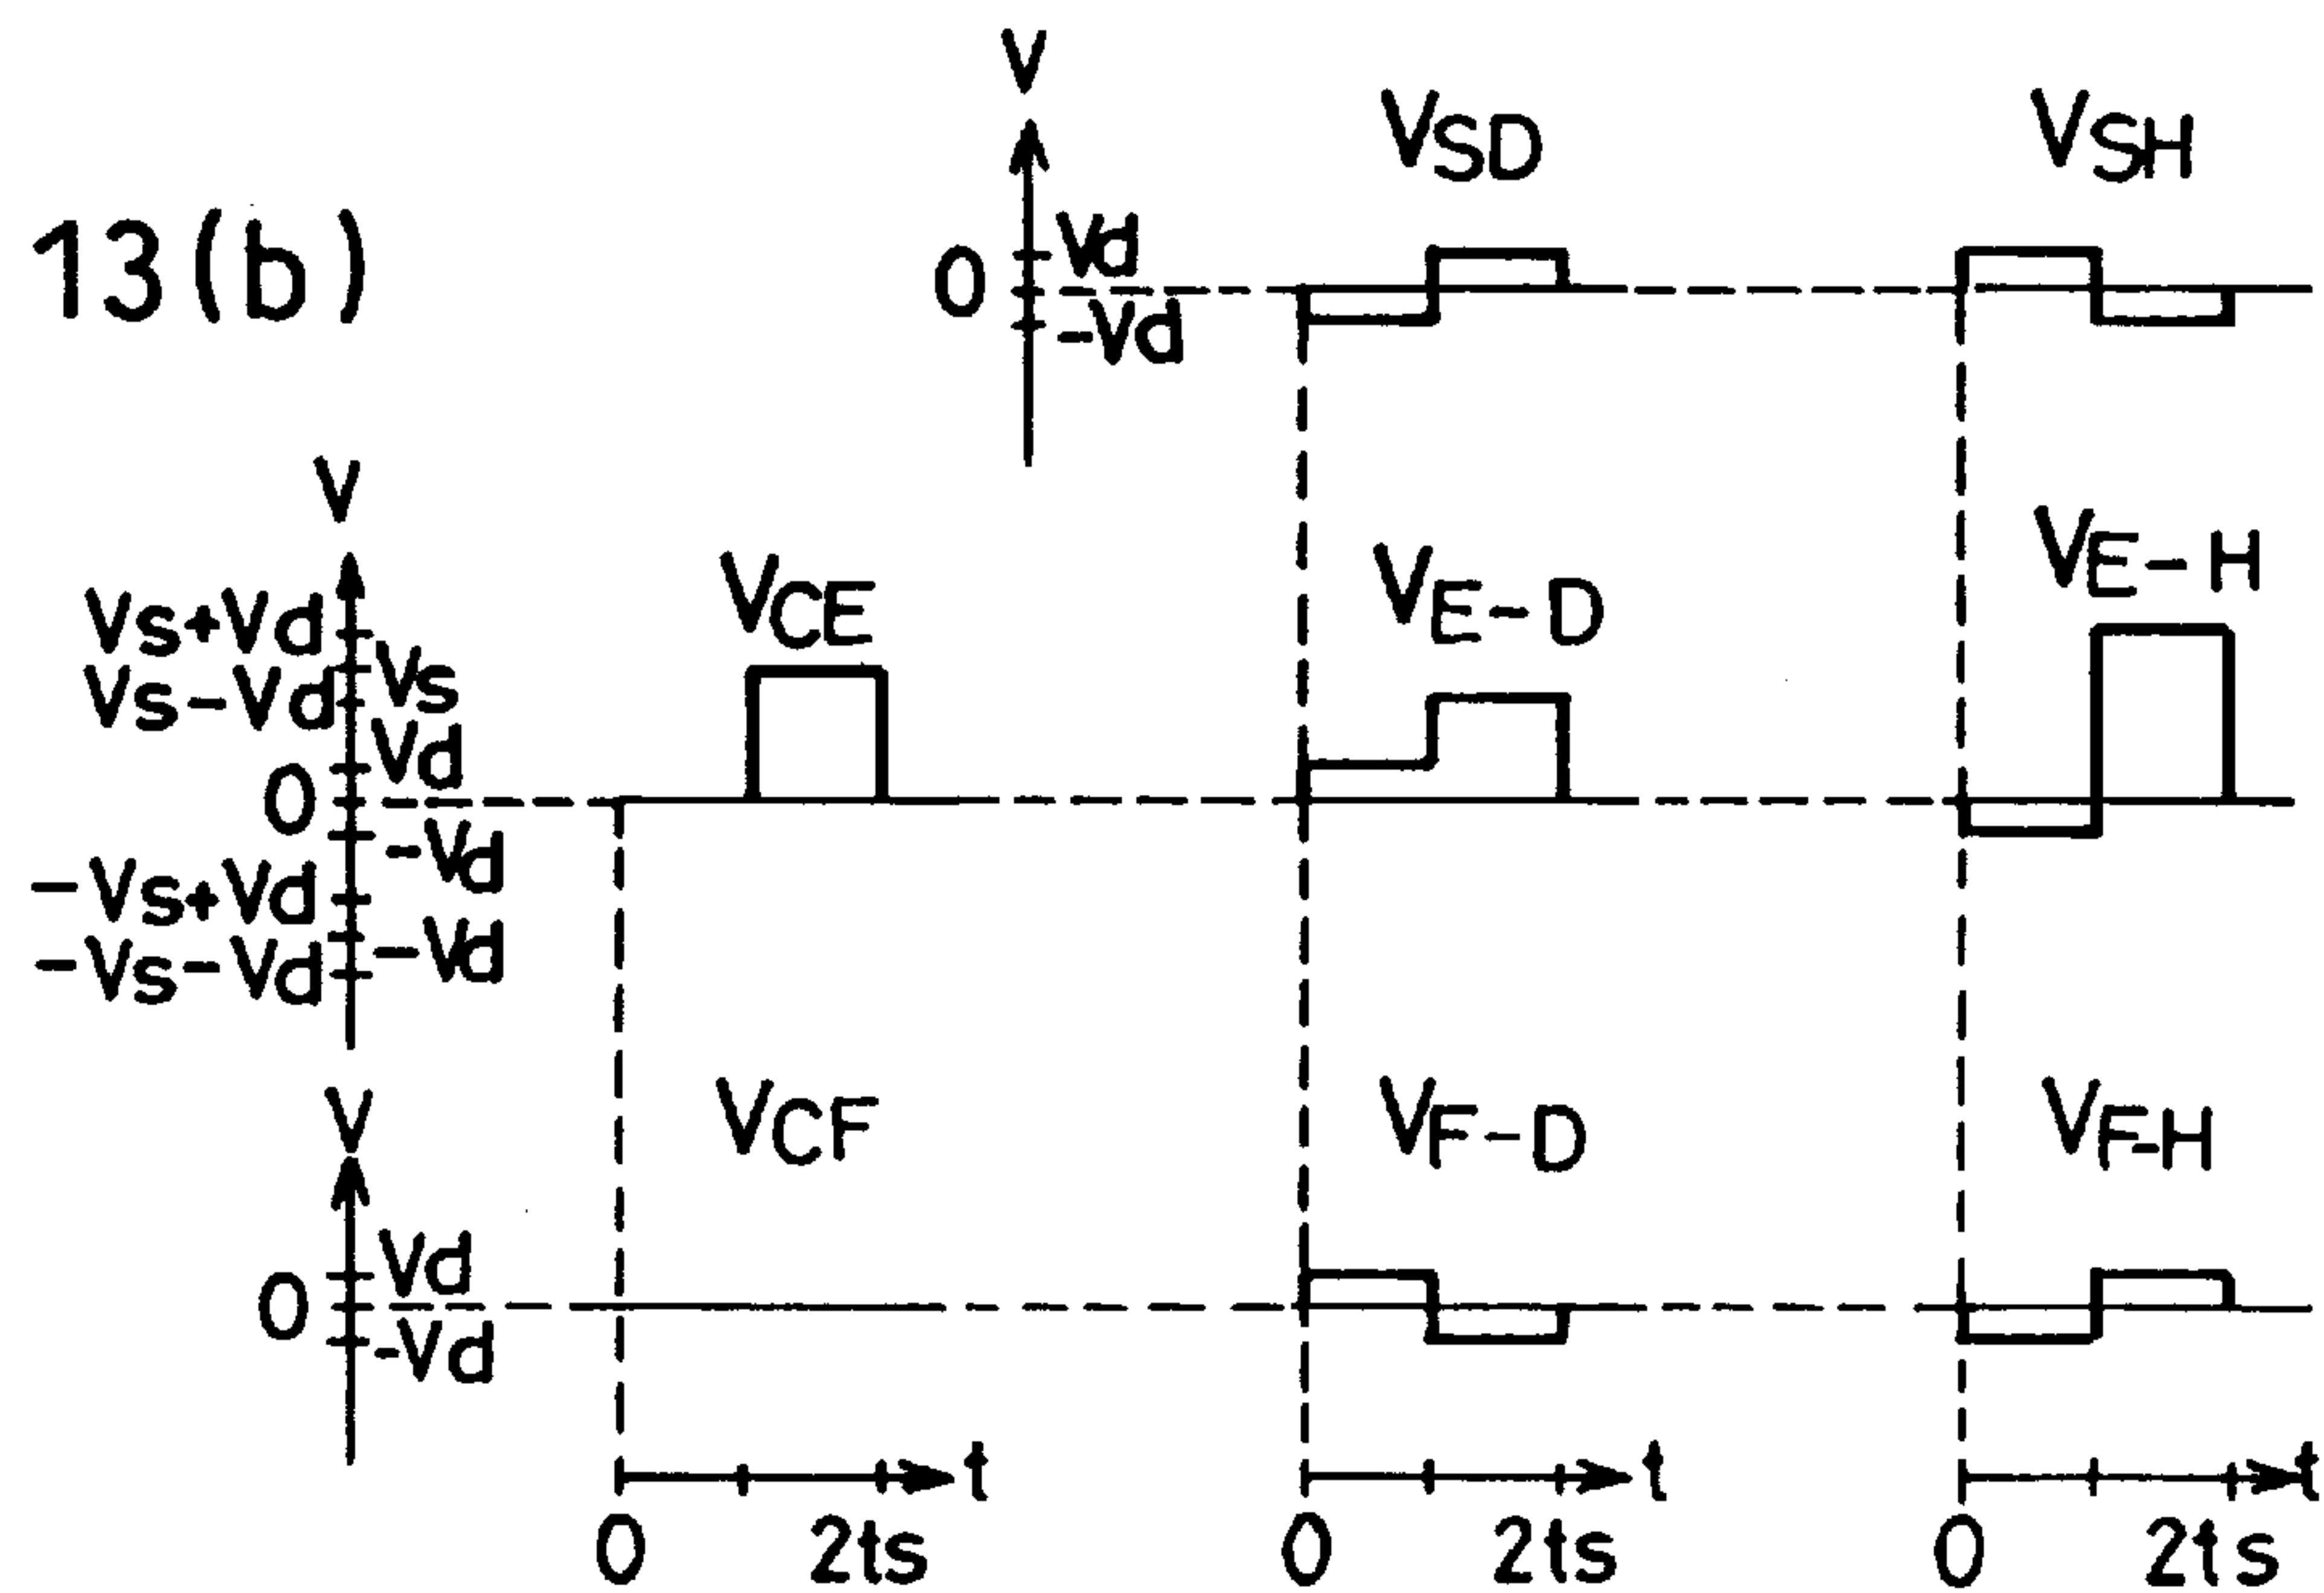 13(b)
V
VSD
VSH
Vd
0
-Vd
V
VCE
VE-D
VE-H
Vs+Vd
Vs
Vs-Vd
Vd
0
-Vd
-Vs+Vd
-Vd
-Vs-Vd
V
VCF
VF-D
VF-H
Vd
0
-Vd
t
t
t
0
2ts
0
2ts
0
2ts